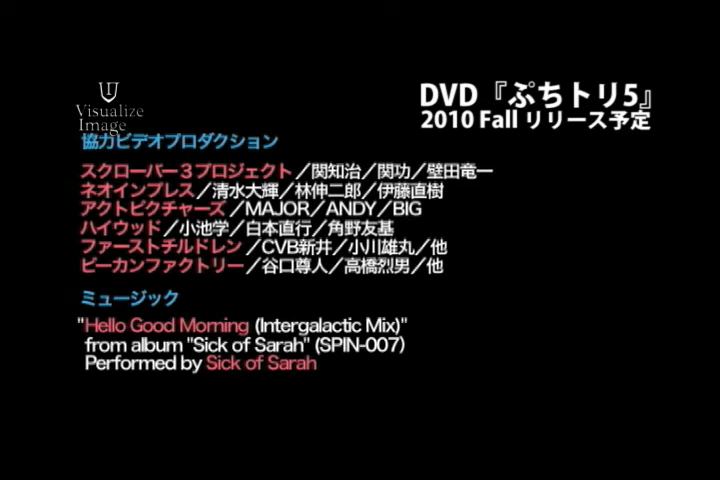 Visualize
Image
DVD『ぷちトリ5』
2010 Fall リリース予定
協力ビデオプロダクション
スクローバー3プロジェクト／関知治／関功／壁田竜一
ネオインプレス／清水大輝／林伸二郎／伊藤直樹
アクトピクチャーズ／MAJOR／ANDY／BIG
ハイウッド／小池学／白本直行／角野友基
ファーストチルドレン／CVB新井／小川雄丸／他
ビーカンファクトリー／谷口尊人／高橋烈男／他
ミュージック
"Hello Good Morning (Intergalactic Mix)"
from album "Sick of Sarah" (SPIN-007)
Performed by Sick of Sarah